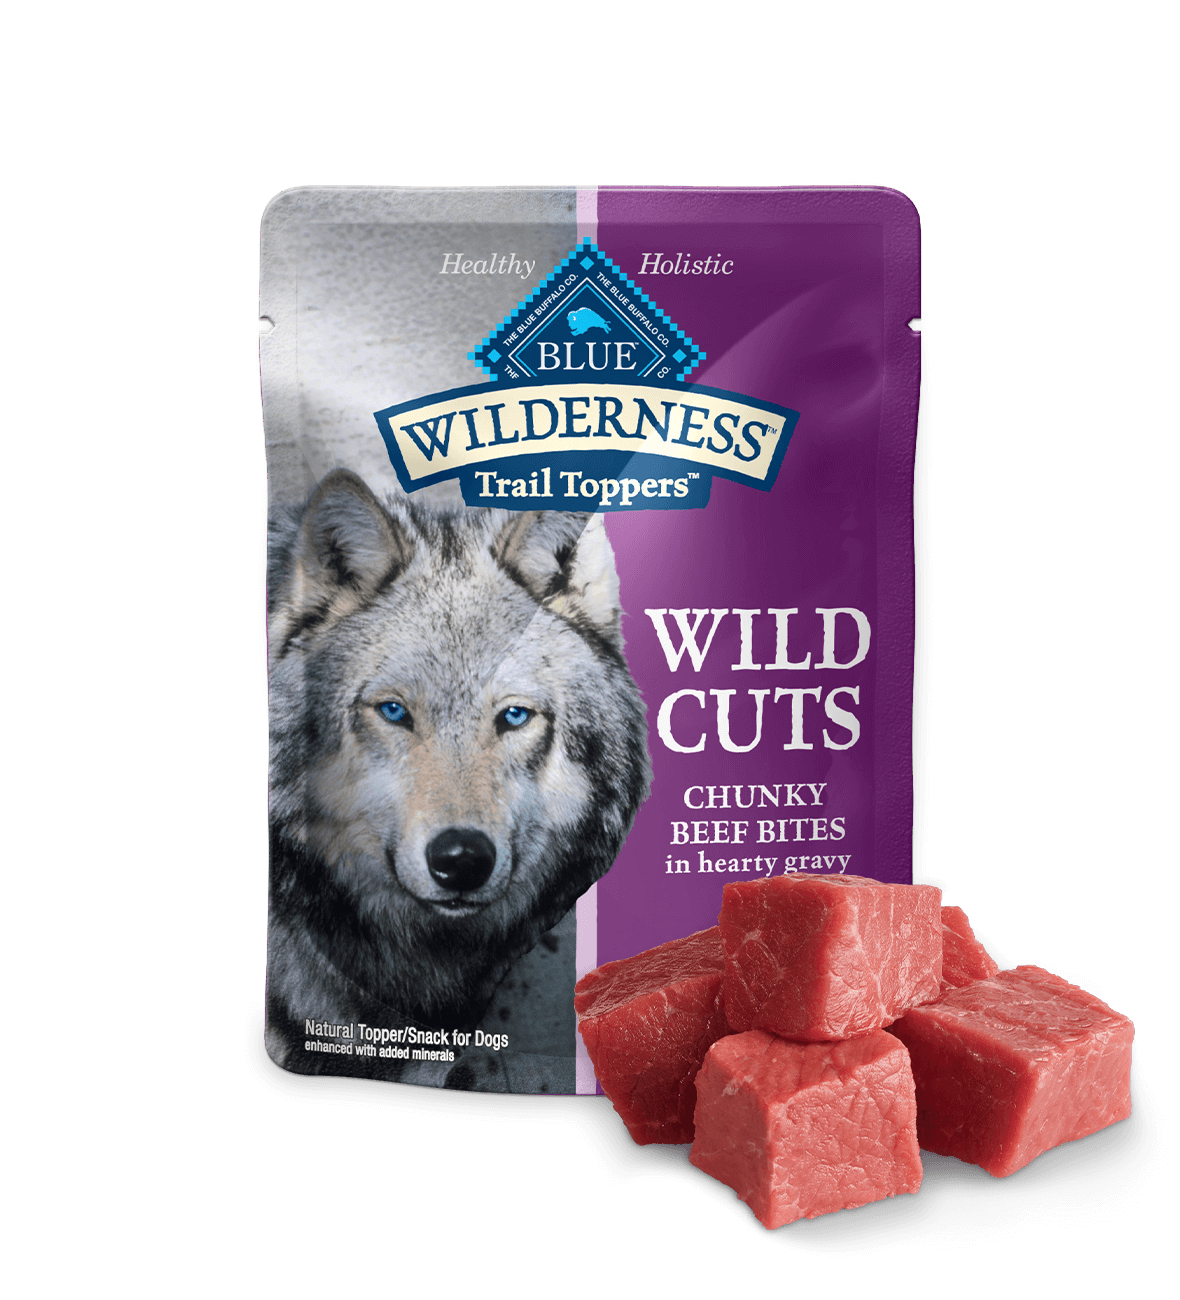 Healthy Holistic
THE BLUE BUFFALO CO.
THE BLUE BUFFALO CO.
BLUE™
WILDERNESS™
Trail Toppers™
WILD
CUTS
CHUNKY
BEEF BITES
in hearty gravy
Natural Topper/Snack for Dogs
enhanced with added minerals